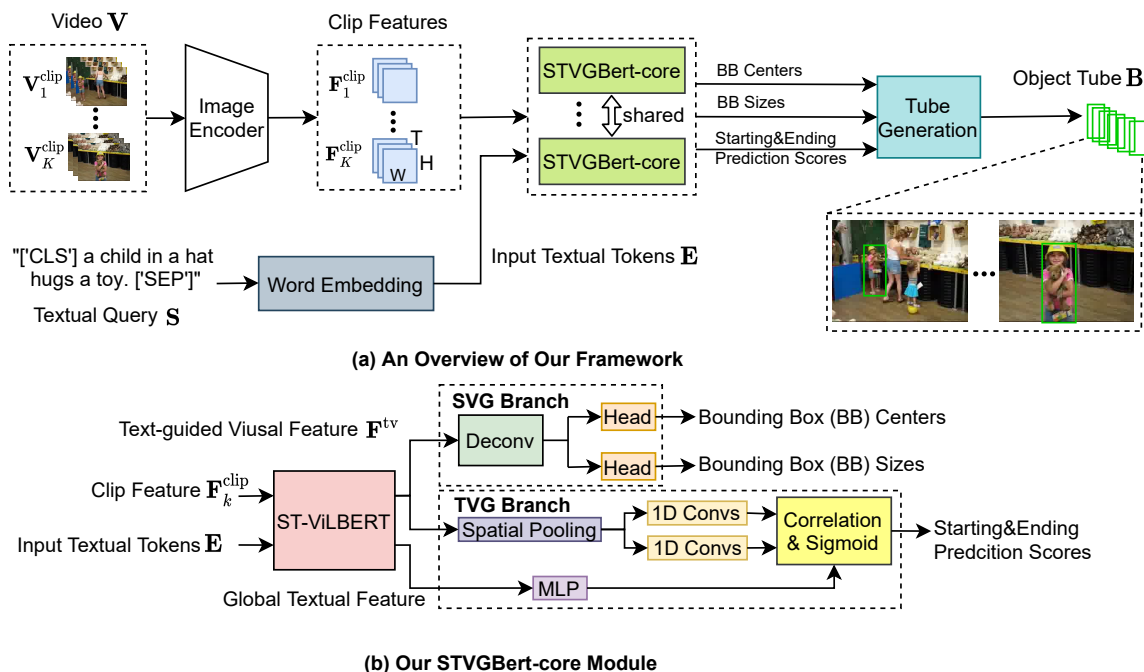 Video V
Clip Features
V_1^clip
V_K^clip
Image
Encoder
F_1^clip
F_K^clip
T
H
W
STVGBert-core
shared
STVGBert-core
BB Centers
BB Sizes
Starting&Ending
Prediction Scores
Tube
Generation
Object Tube B
"['CLS'] a child in a hat
hugs a toy. ['SEP']"
Textual Query S
Word Embedding
Input Textual Tokens E
(a) An Overview of Our Framework
SVG Branch
Text-guided Viusal Feature F^tv
Deconv
Head
Bounding Box (BB) Centers
Head
Bounding Box (BB) Sizes
Clip Feature F_k^clip
Input Textual Tokens E
ST-ViLBERT
TVG Branch
Spatial Pooling
1D Convs
1D Convs
Correlation
& Sigmoid
Starting&Ending
Predcition Scores
Global Textual Feature
MLP
(b) Our STVGBert-core Module